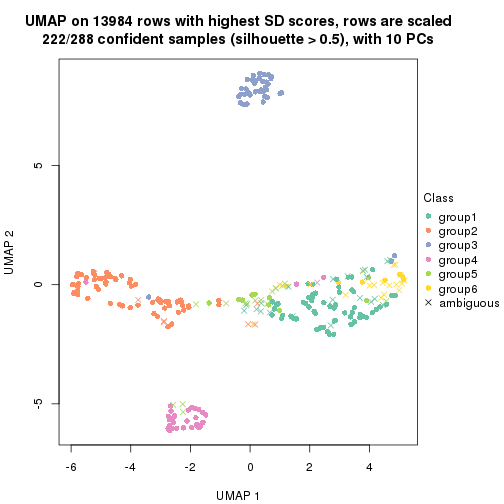 UMAP on 13984 rows with highest SD scores, rows are scaled
222/288 confident samples (silhouette > 0.5), with 10 PCs
UMAP 2
5
0
-5
-6
-4
-2
0
2
4
UMAP 1
Class
group1
group2
group3
group4
group5
group6
ambiguous